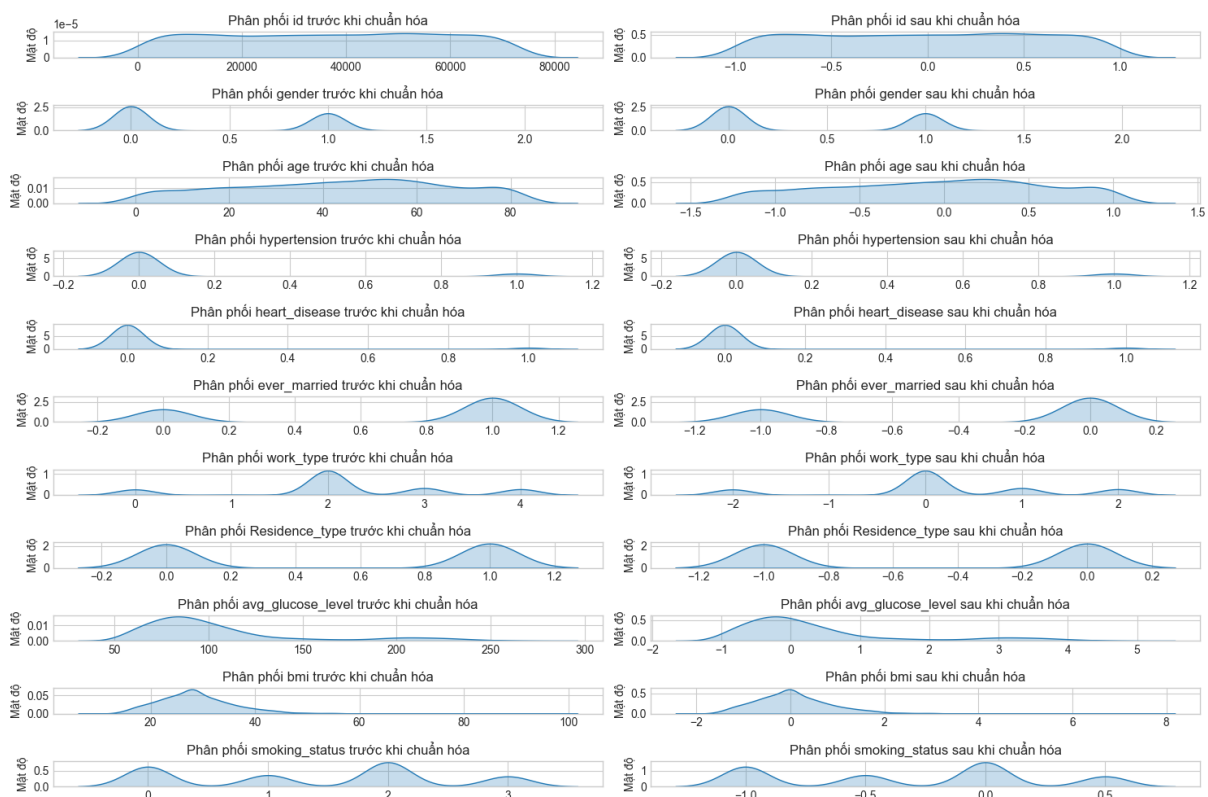 Phân phối id trước khi chuẩn hóa
Phân phối id sau khi chuẩn hóa
1e−5
Mật độ
1
0
0 20000 40000 60000 80000
Mật độ
0.5
0.0
−1.0 −0.5 0.0 0.5 1.0
Phân phối gender trước khi chuẩn hóa
Phân phối gender sau khi chuẩn hóa
Mật độ
2.5
0.0
0.0 0.5 1.0 1.5 2.0
Mật độ
2.5
0.0
0.0 0.5 1.0 1.5 2.0
Phân phối age trước khi chuẩn hóa
Phân phối age sau khi chuẩn hóa
Mật độ
0.01
0.00
0 20 40 60 80
Mật độ
0.5
0.0
−1.5 −1.0 −0.5 0.0 0.5 1.0 1.5
Phân phối hypertension trước khi chuẩn hóa
Phân phối hypertension sau khi chuẩn hóa
Mật độ
5
0
−0.2 0.0 0.2 0.4 0.6 0.8 1.0 1.2
Mật độ
5
0
−0.2 0.0 0.2 0.4 0.6 0.8 1.0 1.2
Phân phối heart_disease trước khi chuẩn hóa
Phân phối heart_disease sau khi chuẩn hóa
Mật độ
5
0
0.0 0.2 0.4 0.6 0.8 1.0
Mật độ
5
0
0.0 0.2 0.4 0.6 0.8 1.0
Phân phối ever_married trước khi chuẩn hóa
Phân phối ever_married sau khi chuẩn hóa
Mật độ
2.5
0.0
−0.2 0.0 0.2 0.4 0.6 0.8 1.0 1.2
Mật độ
2.5
0.0
−1.2 −1.0 −0.8 −0.6 −0.4 −0.2 0.0 0.2
Phân phối work_type trước khi chuẩn hóa
Phân phối work_type sau khi chuẩn hóa
Mật độ
1
0
0 1 2 3 4
Mật độ
1
0
−2 −1 0 1 2
Phân phối Residence_type trước khi chuẩn hóa
Phân phối Residence_type sau khi chuẩn hóa
Mật độ
2
0
−0.2 0.0 0.2 0.4 0.6 0.8 1.0 1.2
Mật độ
2
0
−1.2 −1.0 −0.8 −0.6 −0.4 −0.2 0.0 0.2
Phân phối avg_glucose_level trước khi chuẩn hóa
Phân phối avg_glucose_level sau khi chuẩn hóa
Mật độ
0.01
0.00
50 100 150 200 250 300
Mật độ
0.5
0.0
−2 −1 0 1 2 3 4 5
Phân phối bmi trước khi chuẩn hóa
Phân phối bmi sau khi chuẩn hóa
Mật độ
0.05
0.00
20 40 60 80 100
Mật độ
0.5
0.0
−2 0 2 4 6 8
Phân phối smoking_status trước khi chuẩn hóa
Phân phối smoking_status sau khi chuẩn hóa
Mật độ
0.5
0.0
0 1 2 3
Mật độ
1
0
−1.0 −0.5 0.0 0.5